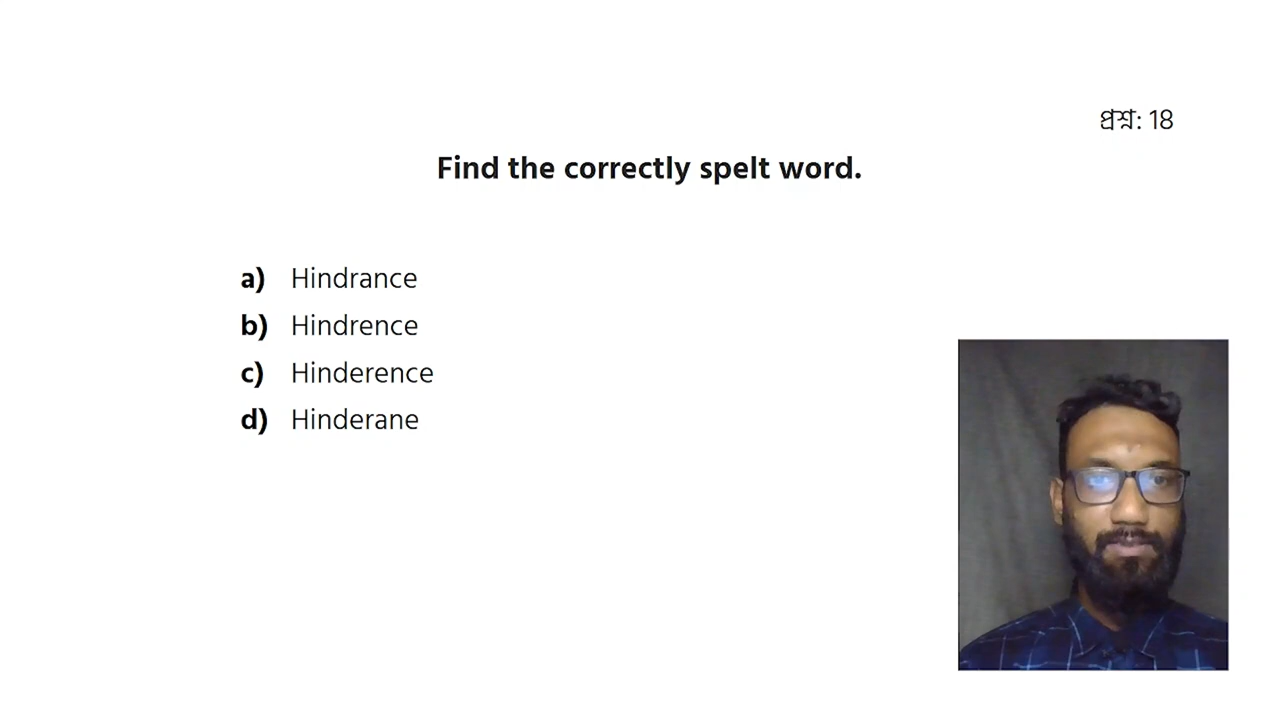 প্রশ্ন: 18
Find the correctly spelt word.
a) Hindrance
b) Hindrence
c) Hinderence
d) Hinderane